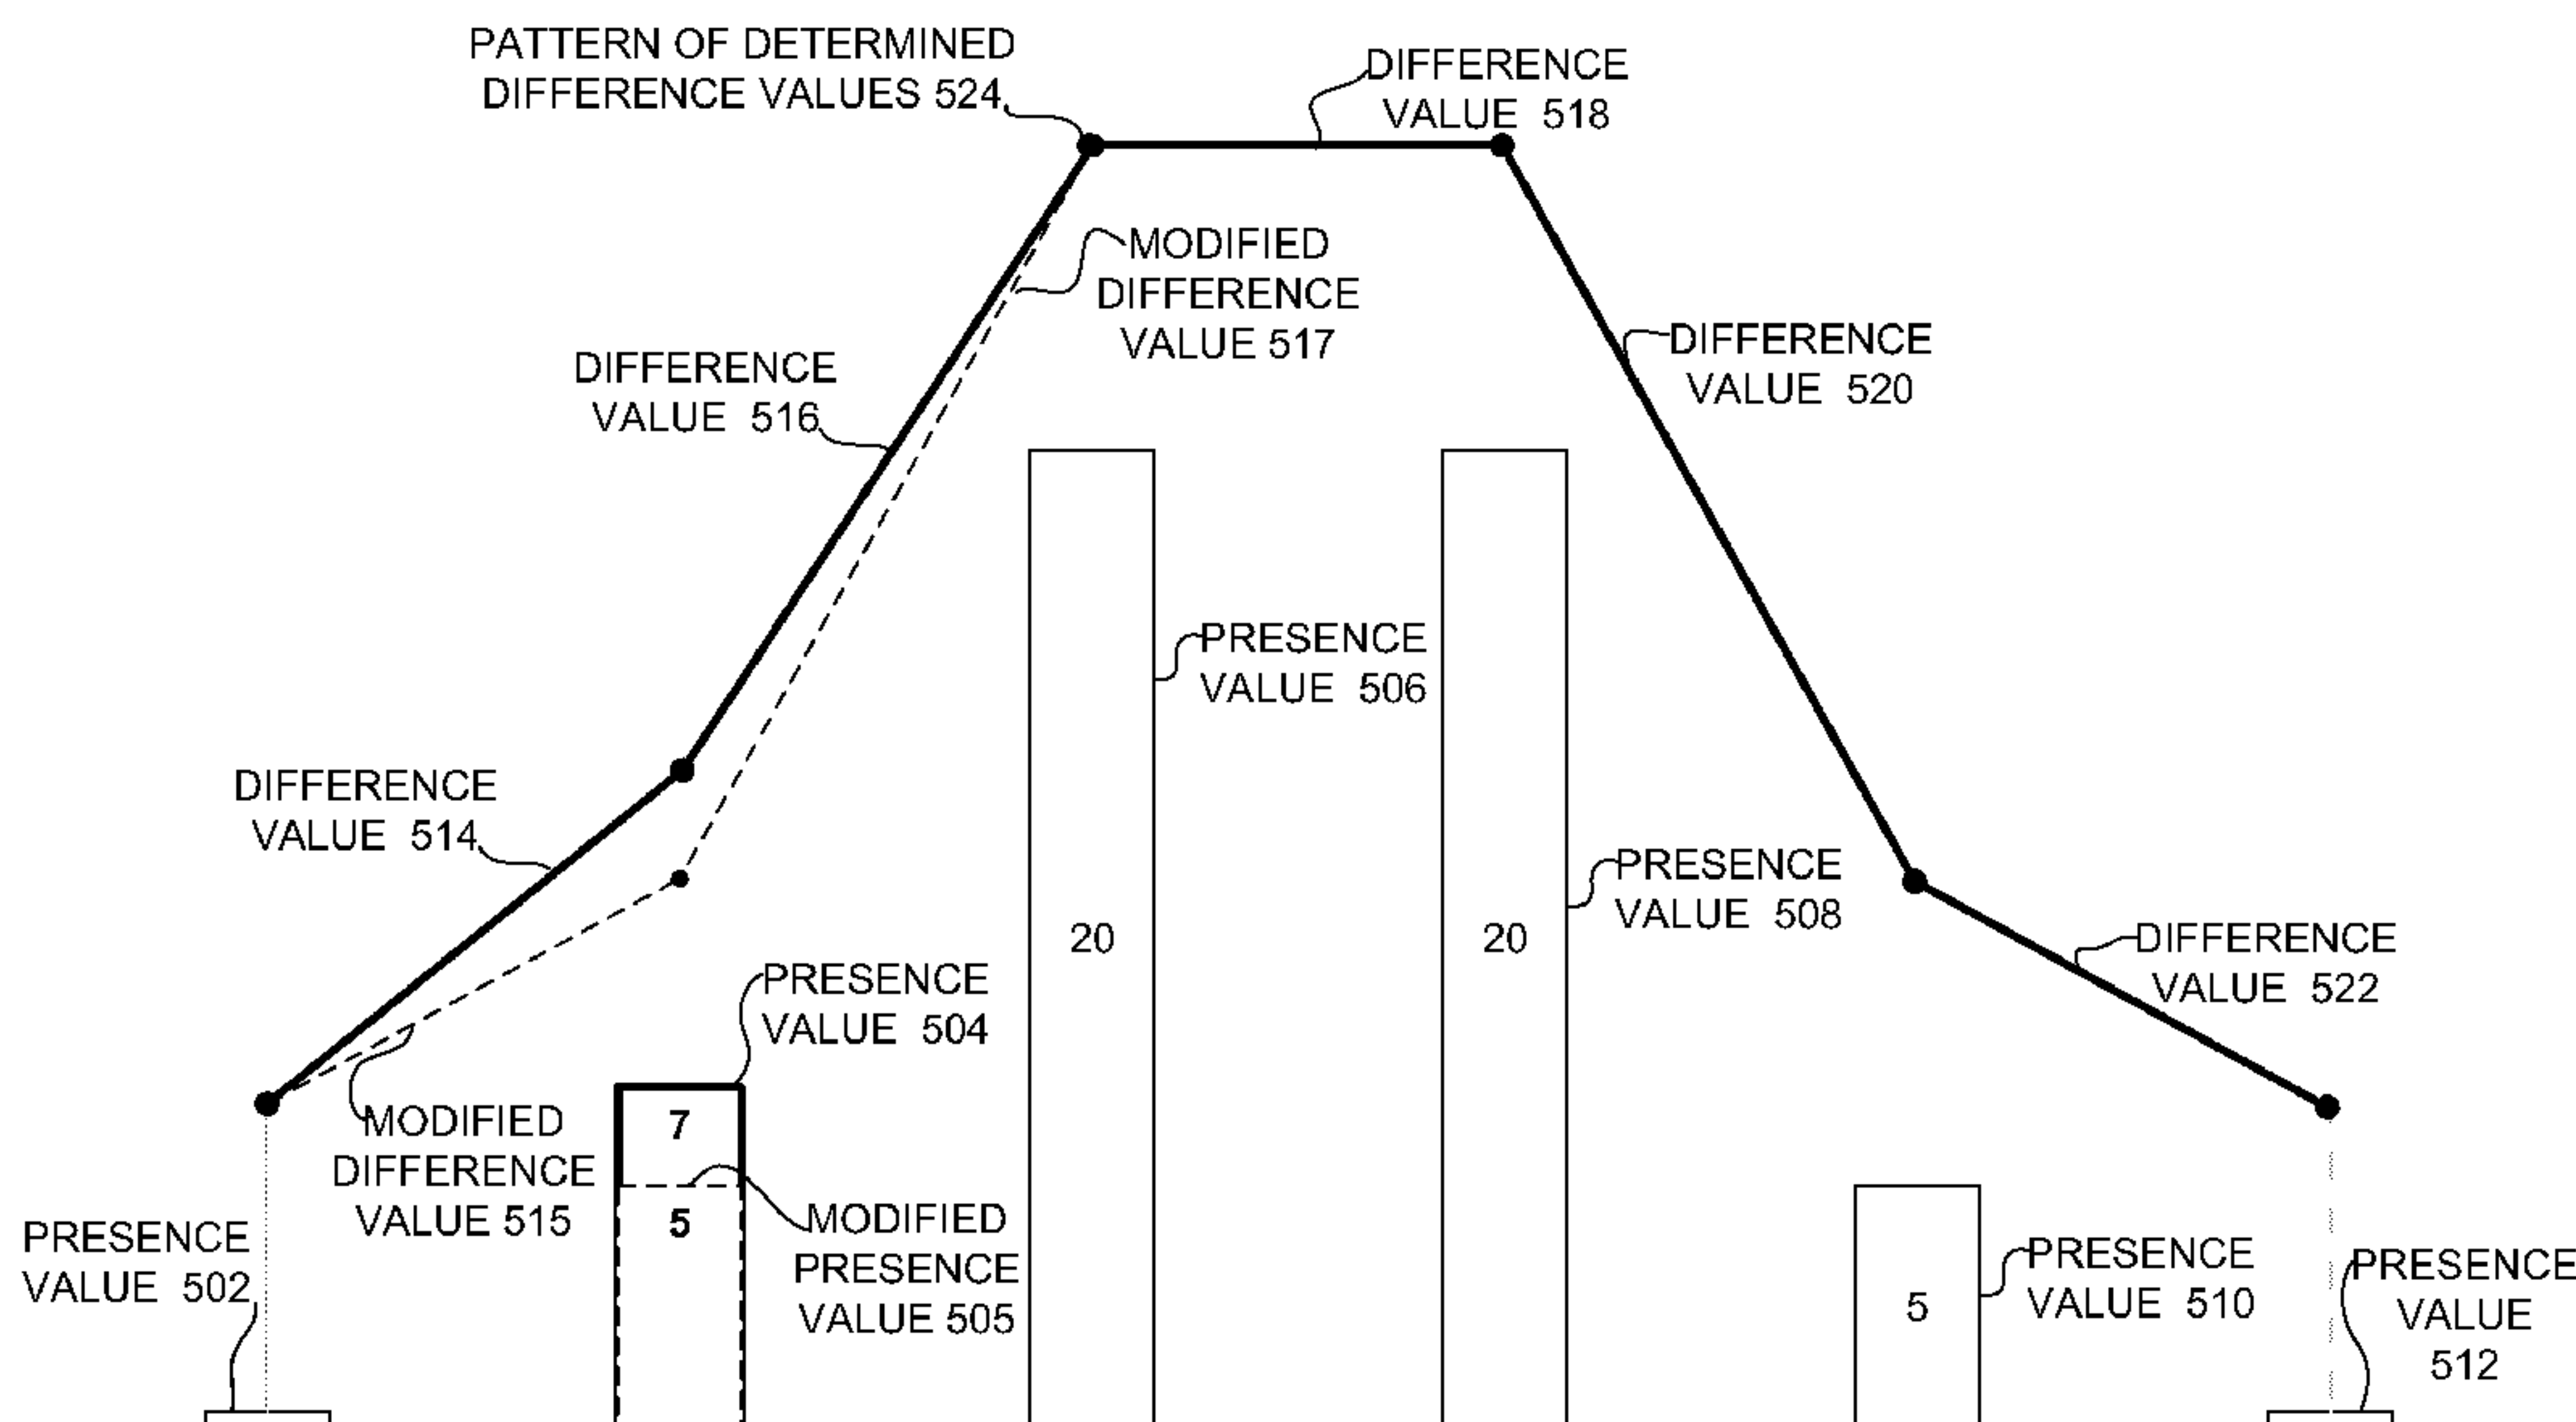 PATTERN OF DETERMINED
DIFFERENCE VALUES 524
DIFFERENCE
VALUE 518
MODIFIED
DIFFERENCE
VALUE 517
DIFFERENCE
VALUE 516
DIFFERENCE
VALUE 520
PRESENCE
VALUE 506
DIFFERENCE
VALUE 514
PRESENCE
VALUE 508
20
20
DIFFERENCE
VALUE 522
PRESENCE
VALUE 504
7
MODIFIED
DIFFERENCE
VALUE 515
5
MODIFIED
PRESENCE
VALUE 505
PRESENCE
VALUE 502
5
PRESENCE
VALUE 510
PRESENCE
VALUE
512